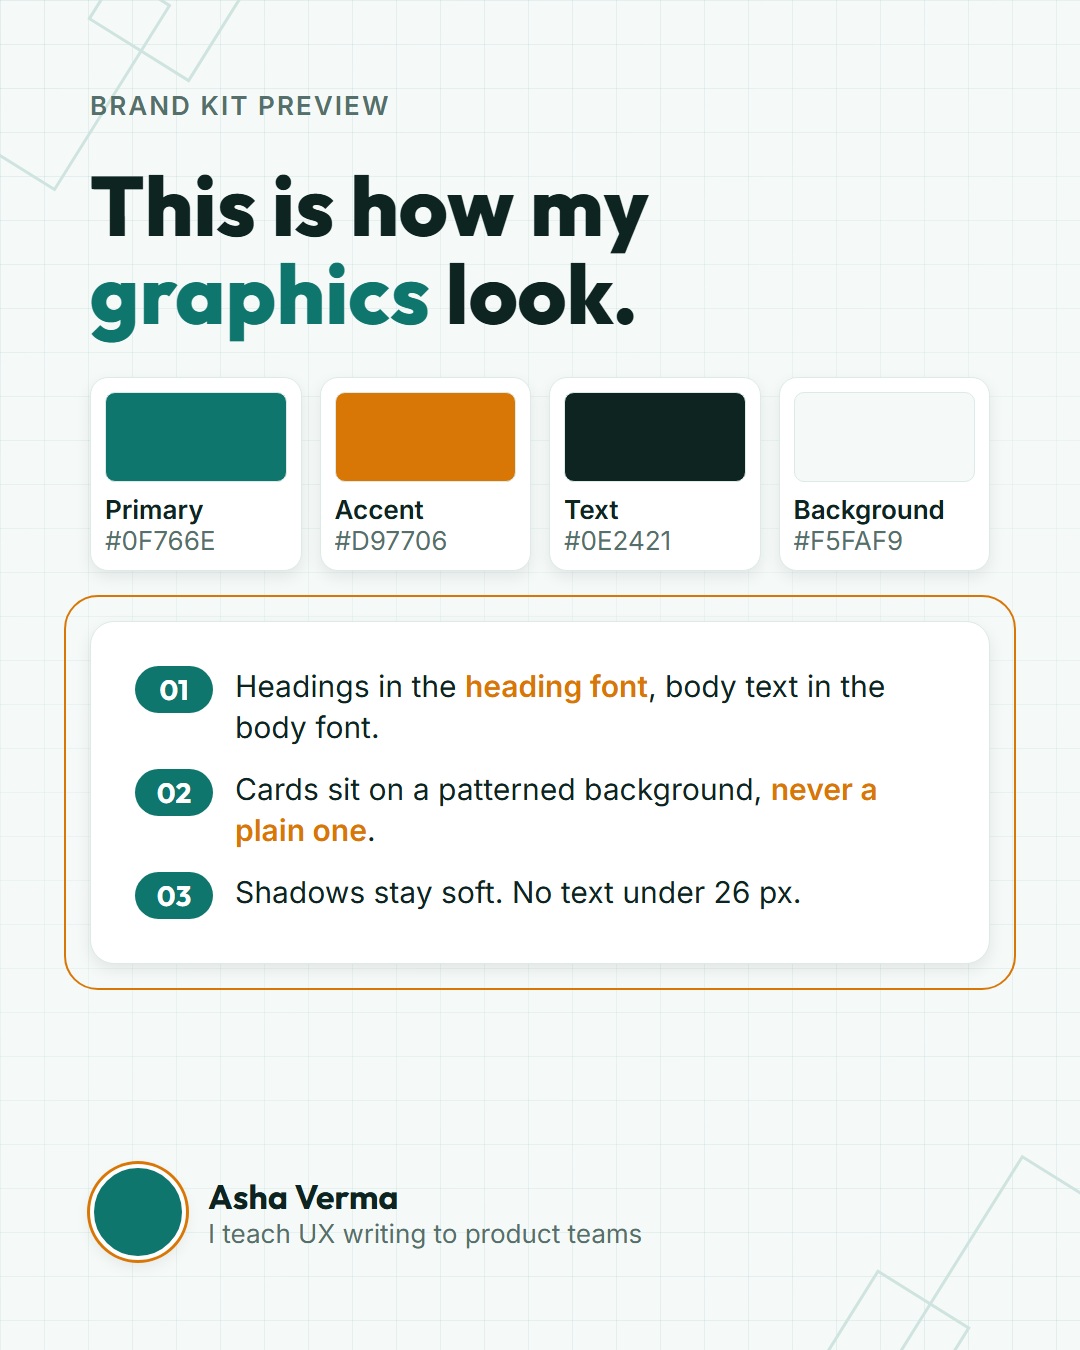 BRAND KIT PREVIEW
This is how my
graphics look.
Primary
#0F766E
Accent
#D97706
Text
#0E2421
Background
#F5FAF9
01
Headings in the heading font, body text in the
body font.
02
Cards sit on a patterned background, never a
plain one.
03
Shadows stay soft. No text under 26 px.
Asha Verma
I teach UX writing to product teams